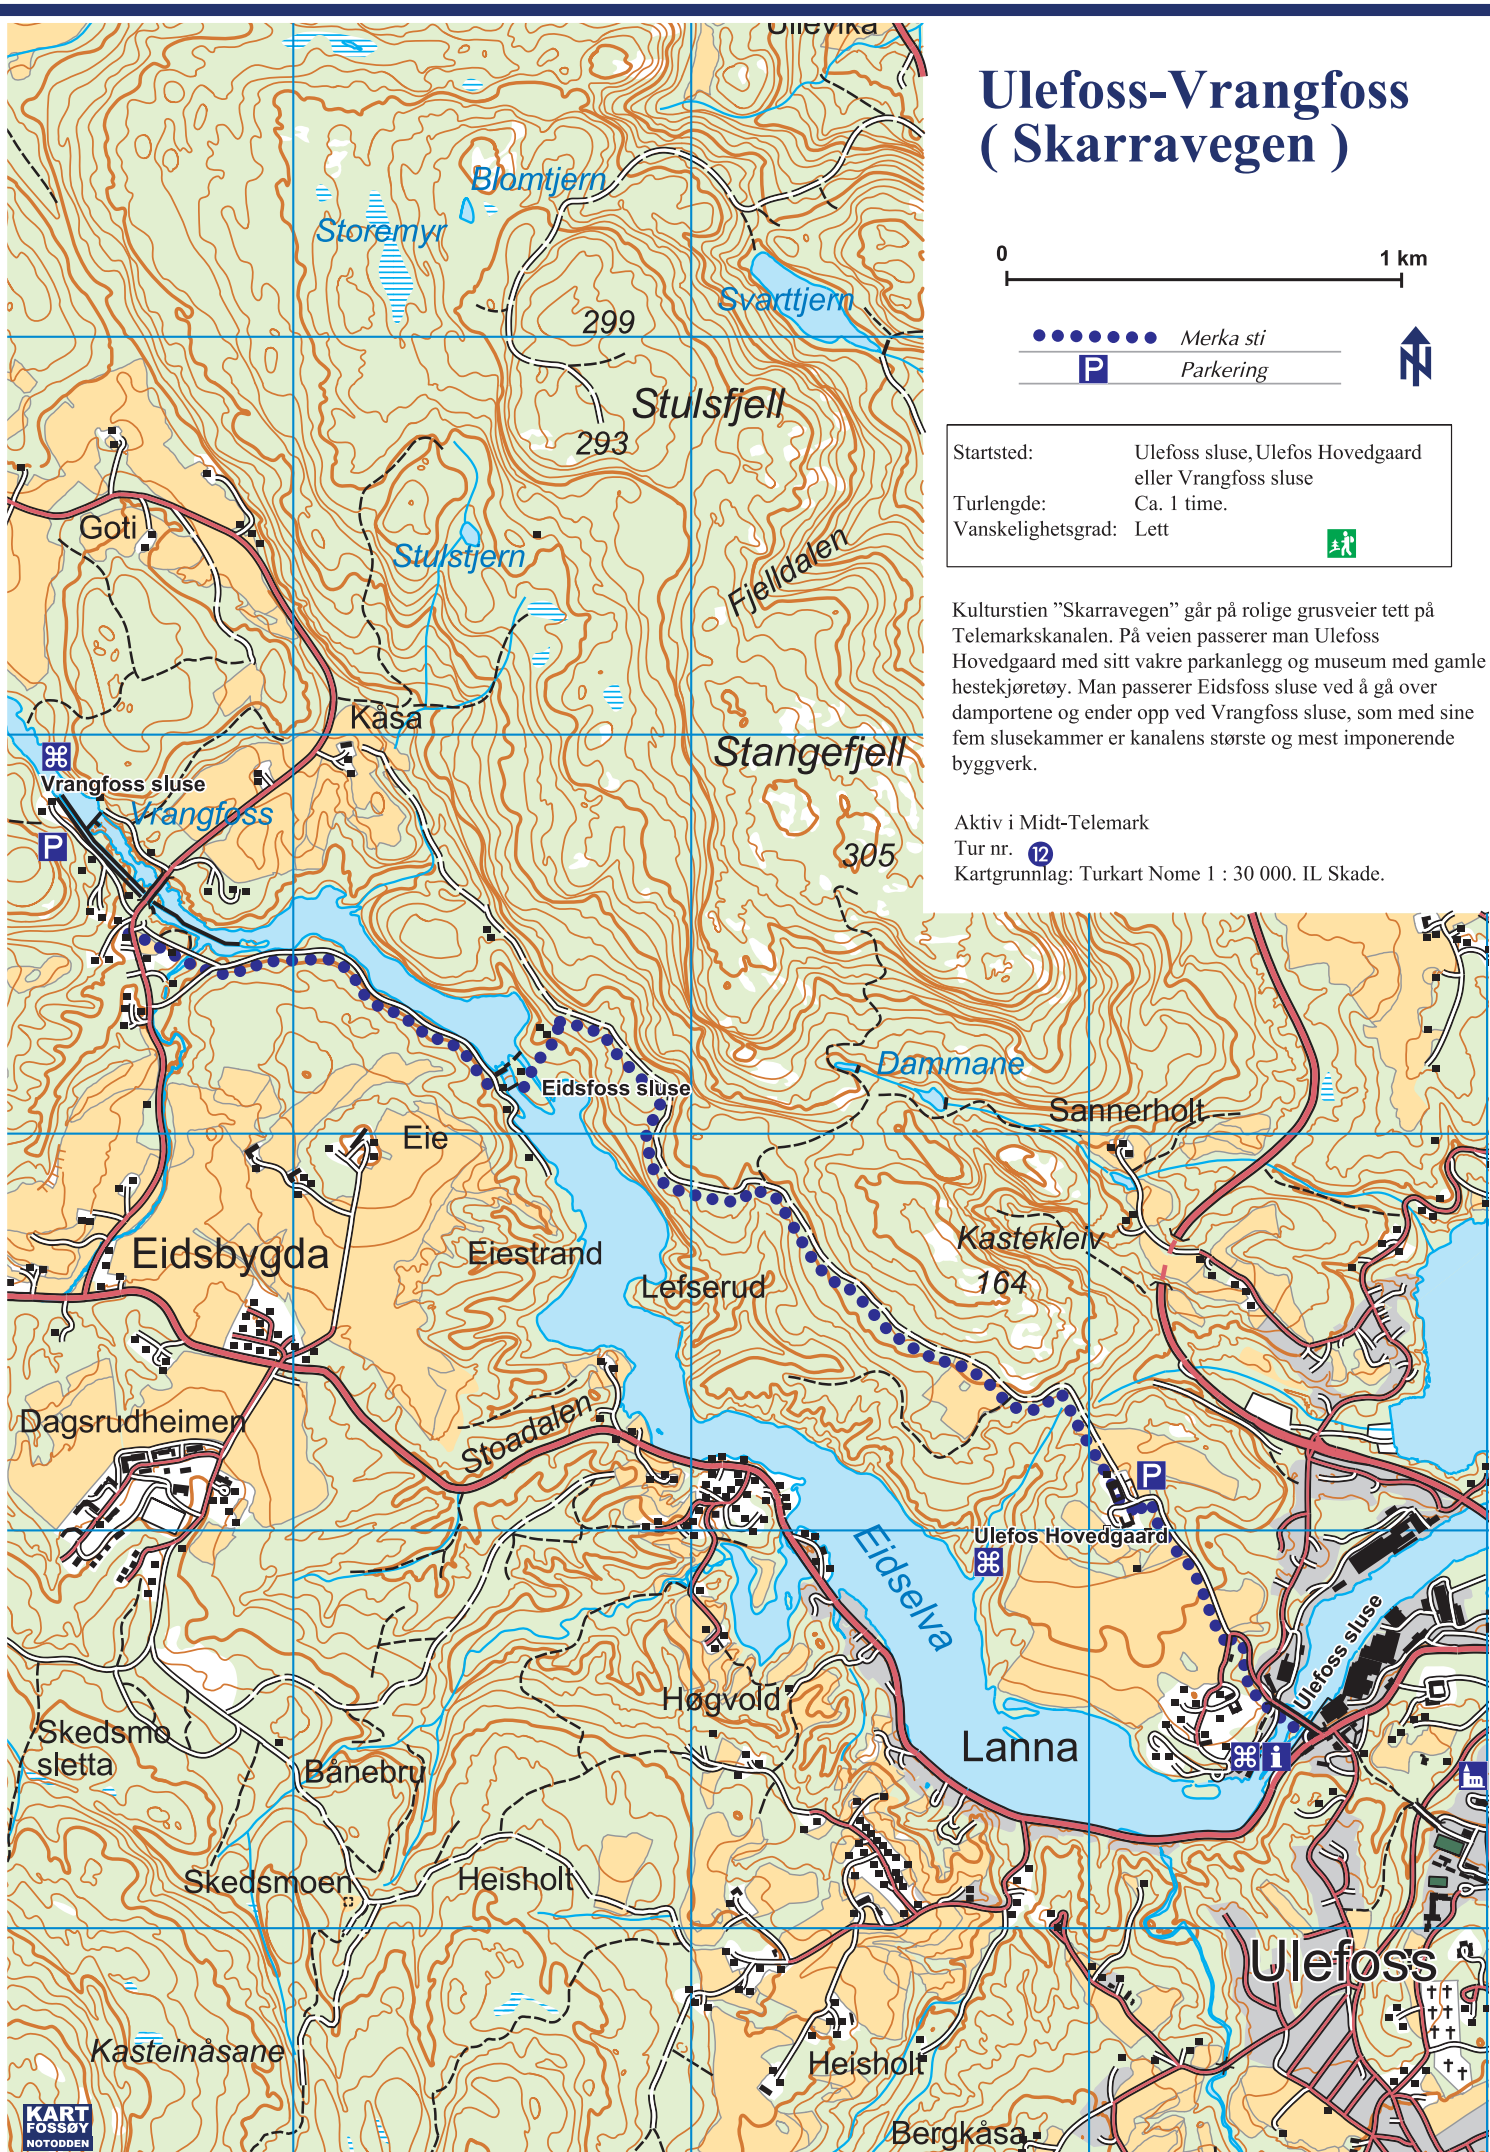 Ulefoss-Vrangfoss
( Skarravegen )
0 1 km
Merka sti
P Parkering
N
Startsted: Ulefoss sluse, Ulefos Hovedgaard
eller Vrangfoss sluse
Turlengde: Ca. 1 time.
Vanskelighetsgrad: Lett
Kulturstien ”Skarravegen” går på rolige grusveier tett på
Telemarkskanalen. På veien passerer man Ulefoss
Hovedgaard med sitt vakre parkanlegg og museum med gamle
hestekjøretøy. Man passerer Eidsfoss sluse ved å gå over
damportene og ender opp ved Vrangfoss sluse, som med sine
fem slusekammer er kanalens største og mest imponerende
byggverk.
Aktiv i Midt-Telemark
Tur nr. 12
Kartgrunnlag: Turkart Nome 1 : 30 000. IL Skade.
Ullevika
Blomtjern
Storemyr
Svarttjern
299
Stulsfjell
293
Goti
Stulstjern
Fjelldalen
Kåsa
Stangefjell
Vrangfoss sluse
Vrangfoss
P
305
Dammane
Eidsfoss sluse
Sannerholt
Eie
Eidsbygda
Eiestrand
Kastekleiv
164
Lefserud
Dagsrudheimen
Stoadalen
P
Eidselva
Ulefos Hovedgaard
Ulefoss sluse
Høgvold
Skedsmo
sletta
Lanna
i
Bånebru
Skedsmoen
Heisholt
Ulefoss
Kasteinåsane
Heisholt
Bergkåsa
KART
FOSSØY
NOTODDEN